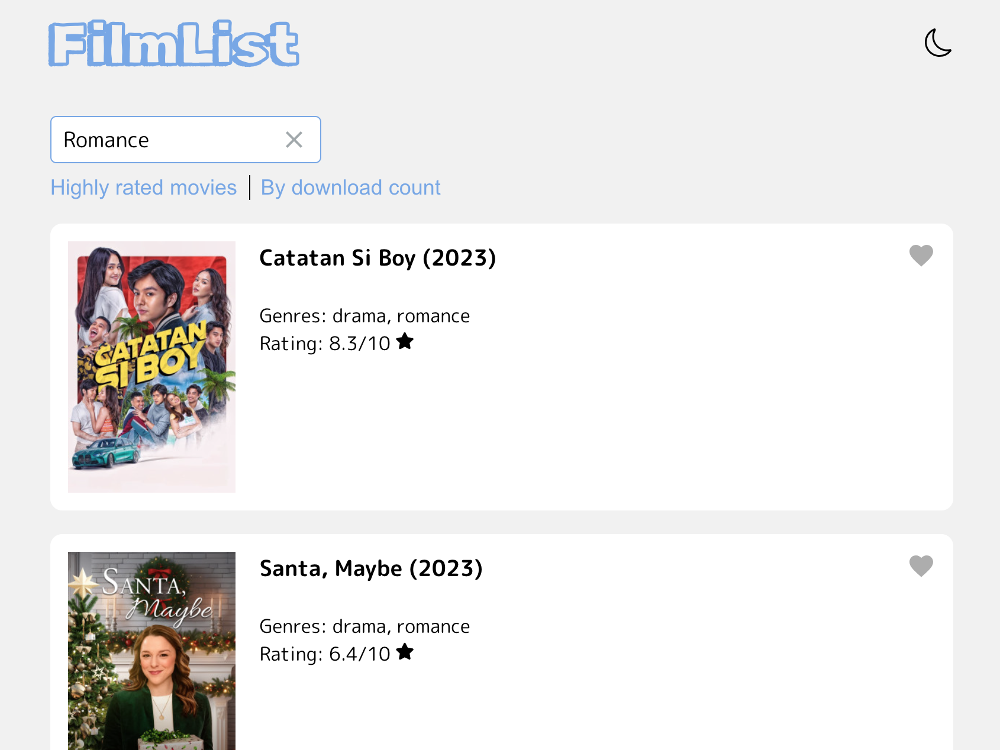 FilmList
Romance
Highly rated movies | By download count
Catatan Si Boy (2023)
Genres: drama, romance
Rating: 8.3/10
CATATAN
SI BOY
Santa, Maybe (2023)
Genres: drama, romance
Rating: 6.4/10
SANTA,
Maybe